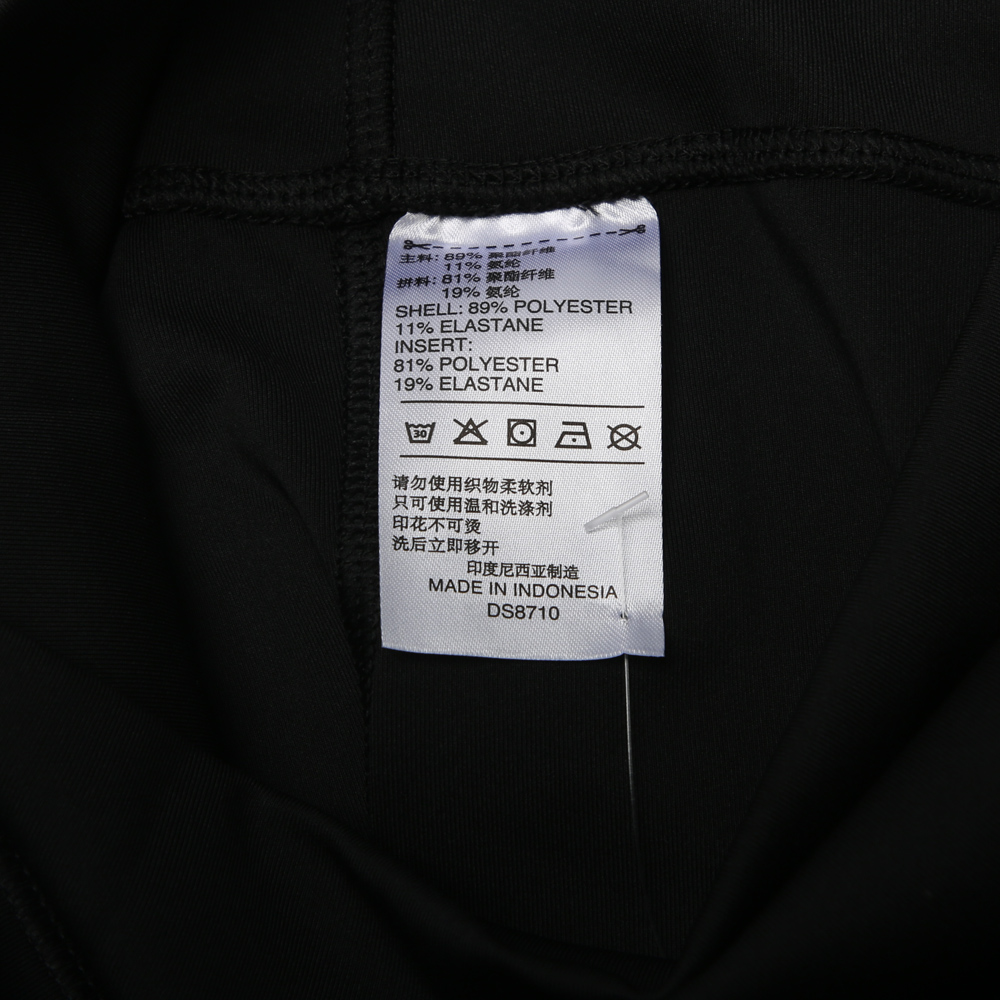 主料: 89% 聚酯纤维
11% 氨纶
拼料: 81% 聚酯纤维
19% 氨纶
SHELL: 89% POLYESTER
11% ELASTANE
INSERT:
81% POLYESTER
19% ELASTANE
30
请勿使用织物柔软剂
只可使用温和洗涤剂
印花不可烫
洗后立即移开
印度尼西亚制造
MADE IN INDONESIA
DS8710